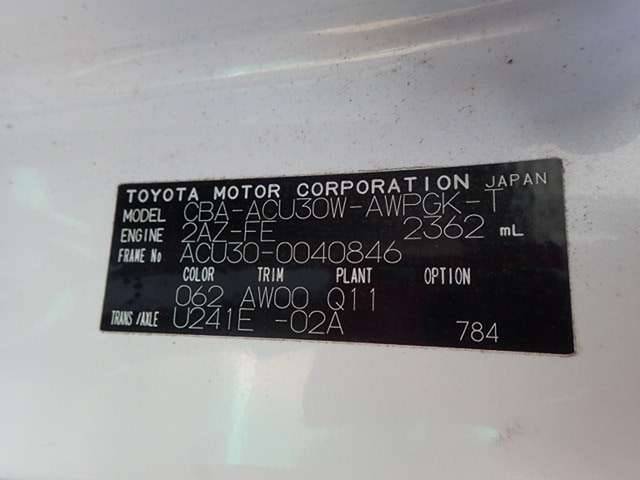 TOYOTA MOTOR CORPORATION JAPAN
MODEL CBA-ACU30W-AWPGK-T
ENGINE 2AZ-FE 2362 mL
FRAME No ACU30-0040846
COLOR TRIM PLANT OPTION
062 AW00 Q11
TRANS/AXLE U241E -02A 784